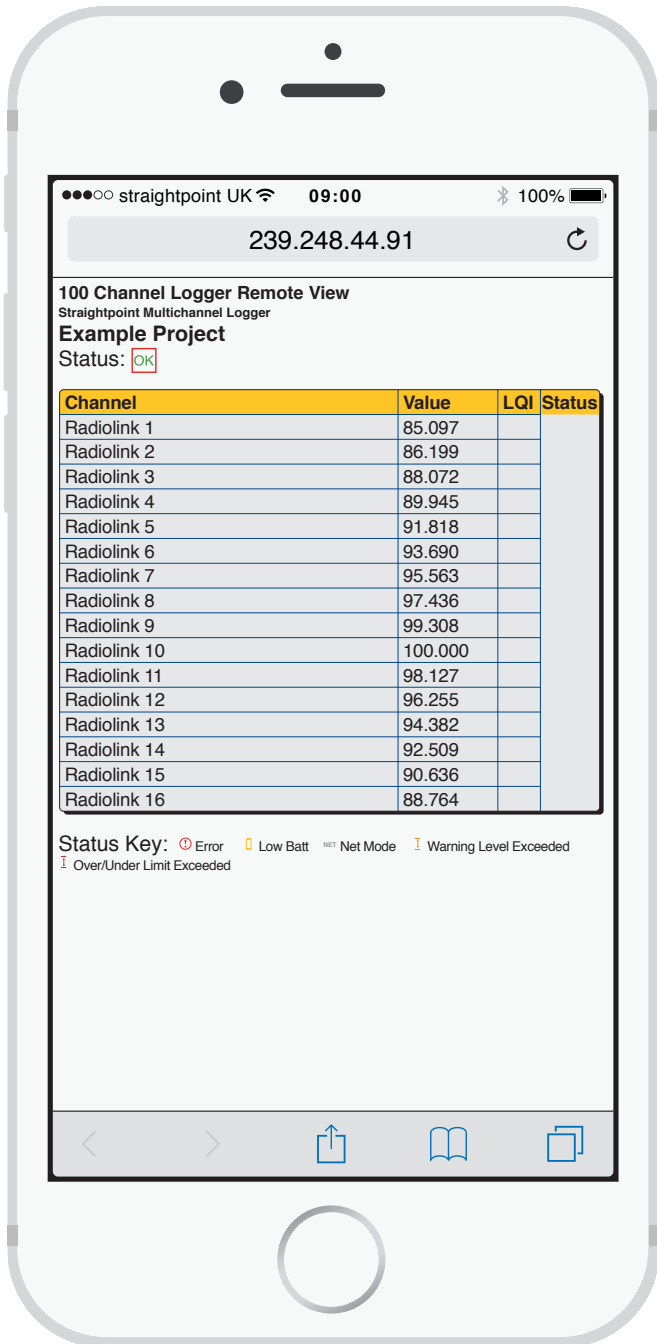 straightpoint UK 09:00 100%
239.248.44.91
100 Channel Logger Remote View
Straightpoint Multichannel Logger
Example Project
Status: OK
Channel Value LQI Status
Radiolink 1 85.097
Radiolink 2 86.199
Radiolink 3 88.072
Radiolink 4 89.945
Radiolink 5 91.818
Radiolink 6 93.690
Radiolink 7 95.563
Radiolink 8 97.436
Radiolink 9 99.308
Radiolink 10 100.000
Radiolink 11 98.127
Radiolink 12 96.255
Radiolink 13 94.382
Radiolink 14 92.509
Radiolink 15 90.636
Radiolink 16 88.764
Status Key: Error Low Batt NET Net Mode Warning Level Exceeded
Over/Under Limit Exceeded